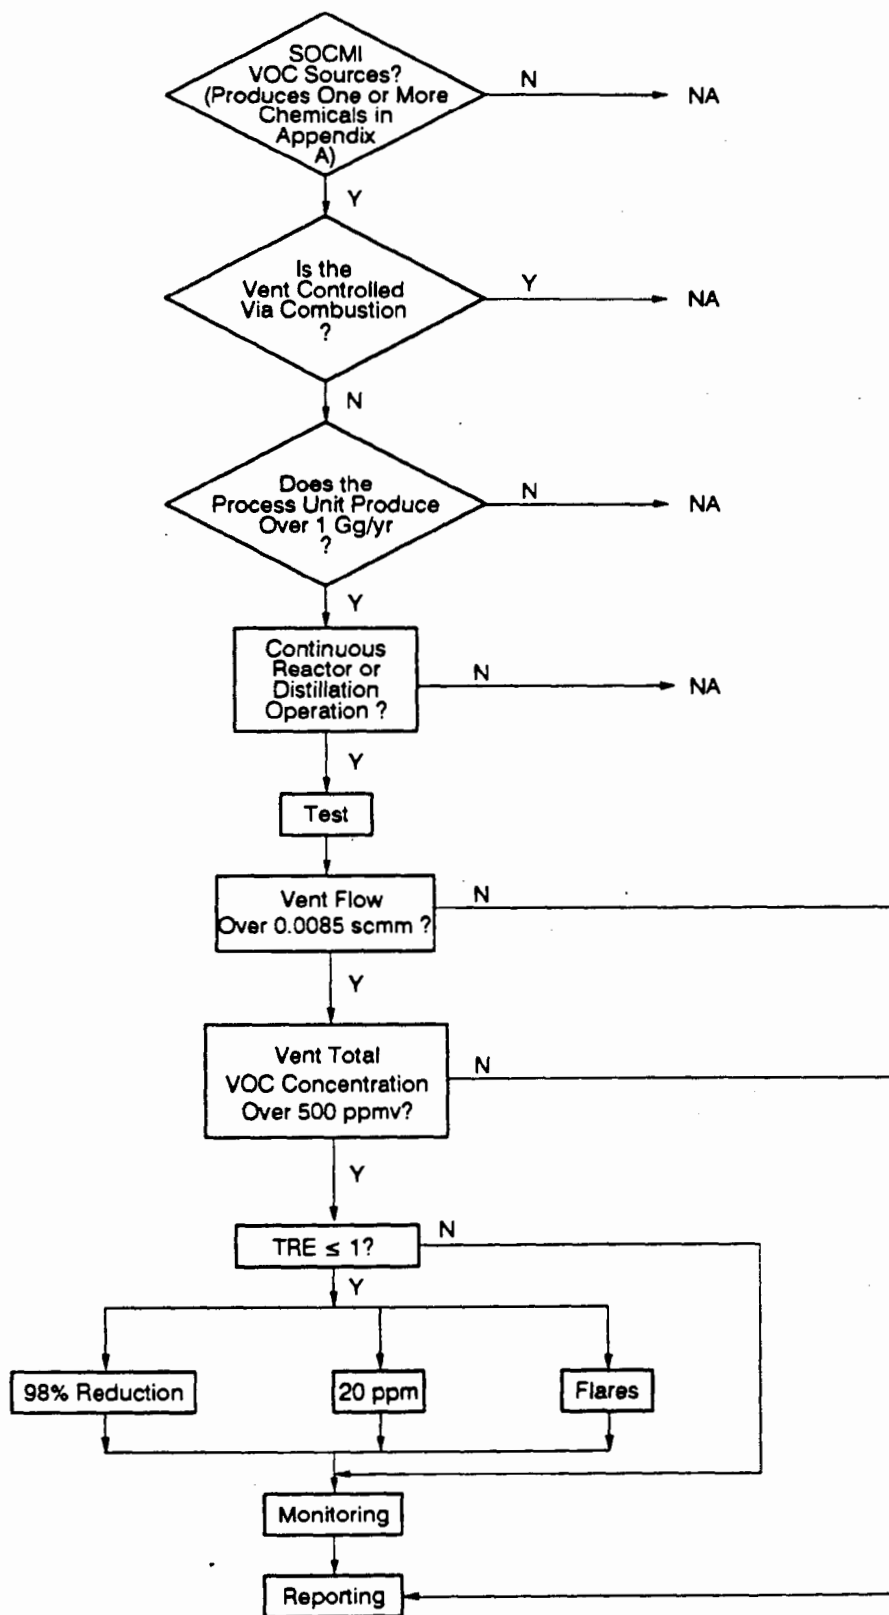 SOCMI
VOC Sources?
(Produces One or More
Chemicals in
Appendix
A)
N
NA
Y
Is the
Vent Controlled
Via Combustion
?
Y
NA
N
Does the
Process Unit Produce
Over 1 Gg/yr
?
N
NA
Y
Continuous
Reactor or
Distillation
Operation ?
N
NA
Y
Test
Vent Flow
Over 0.0085 scmm ?
N
Y
Vent Total
VOC Concentration
Over 500 ppmv?
N
Y
TRE ≤ 1?
N
Y
98% Reduction
20 ppm
Flares
Monitoring
Reporting